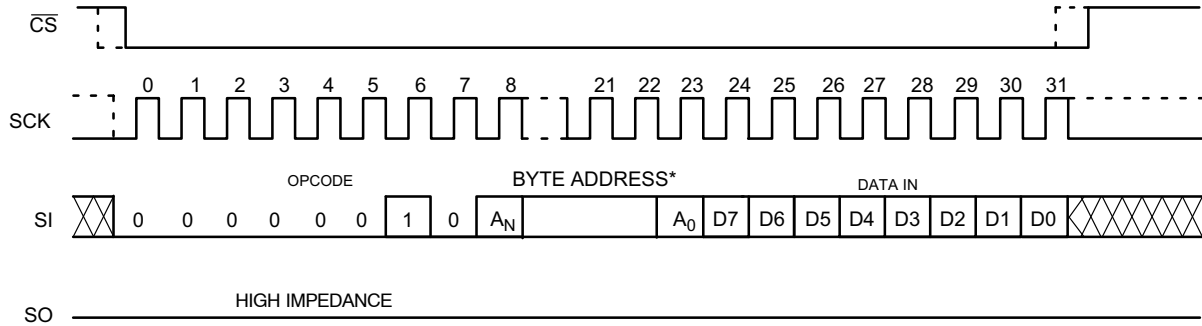 CS
0 1 2 3 4 5 6 7 8 21 22 23 24 25 26 27 28 29 30 31
SCK
OPCODE BYTE ADDRESS* DATA IN
SI 0 0 0 0 0 0 1 0 AN A0 D7 D6 D5 D4 D3 D2 D1 D0
HIGH IMPEDANCE
SO